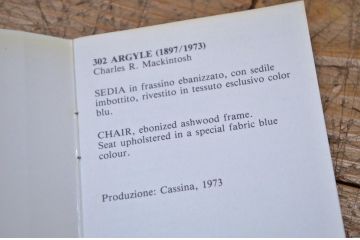 302 ARGYLE (1897/1973)
Charles R. Mackintosh
SEDIA in frassino ebanizzato, con sedile
imbottito, rivestito in tessuto esclusivo color
blu.
CHAIR, ebonized ashwood frame.
Seat upholstered in a special fabric blue
colour.
Produzione: Cassina, 1973